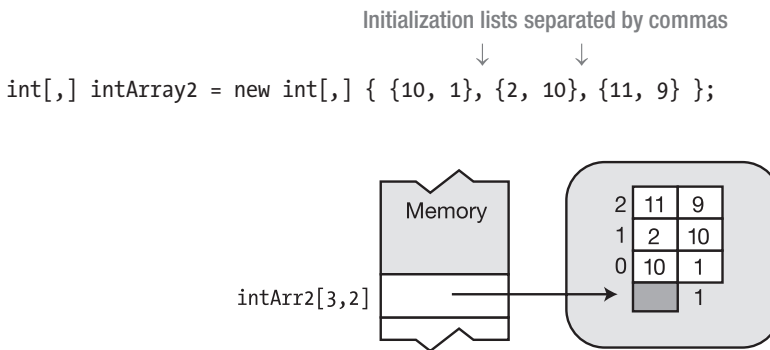 Initialization lists separated by commas
int[,] intArray2 = new int[,] { {10, 1}, {2, 10}, {11, 9} };
Memory
intArr2[3,2]
2 11 9
1 2 10
0 10 1
1